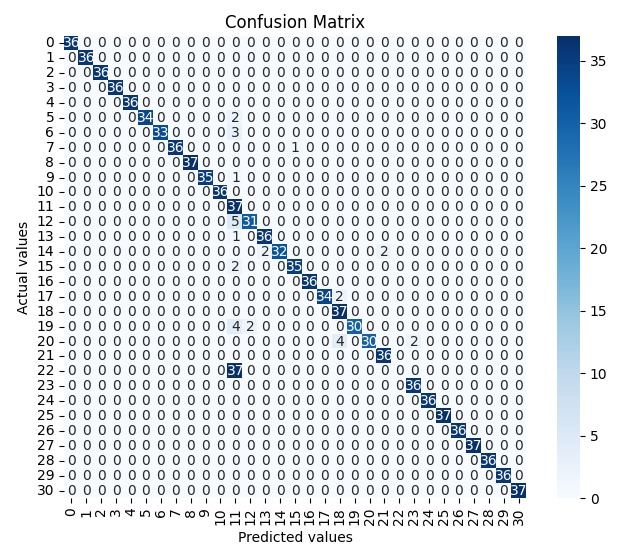 Confusion Matrix
0 36 0 0 0 0 0 0 0 0 0 0 0 0 0 0 0 0 0 0 0 0 0 0 0 0 0 0 0 0 0 0
1 0 36 0 0 0 0 0 0 0 0 0 0 0 0 0 0 0 0 0 0 0 0 0 0 0 0 0 0 0 0 0
2 0 0 36 0 0 0 0 0 0 0 0 0 0 0 0 0 0 0 0 0 0 0 0 0 0 0 0 0 0 0 0
3 0 0 0 36 0 0 0 0 0 0 0 0 0 0 0 0 0 0 0 0 0 0 0 0 0 0 0 0 0 0 0
4 0 0 0 0 36 0 0 0 0 0 0 0 0 0 0 0 0 0 0 0 0 0 0 0 0 0 0 0 0 0 0
5 0 0 0 0 0 34 0 0 0 0 0 2 0 0 0 0 0 0 0 0 0 0 0 0 0 0 0 0 0 0 0
6 0 0 0 0 0 0 33 0 0 0 0 3 0 0 0 0 0 0 0 0 0 0 0 0 0 0 0 0 0 0 0
7 0 0 0 0 0 0 0 36 0 0 0 0 0 0 0 1 0 0 0 0 0 0 0 0 0 0 0 0 0 0 0
8 0 0 0 0 0 0 0 0 37 0 0 0 0 0 0 0 0 0 0 0 0 0 0 0 0 0 0 0 0 0 0
9 0 0 0 0 0 0 0 0 0 35 0 1 0 0 0 0 0 0 0 0 0 0 0 0 0 0 0 0 0 0 0
10 0 0 0 0 0 0 0 0 0 0 36 0 0 0 0 0 0 0 0 0 0 0 0 0 0 0 0 0 0 0 0
11 0 0 0 0 0 0 0 0 0 0 0 37 0 0 0 0 0 0 0 0 0 0 0 0 0 0 0 0 0 0 0
12 0 0 0 0 0 0 0 0 0 0 0 5 31 0 0 0 0 0 0 0 0 0 0 0 0 0 0 0 0 0 0
13 0 0 0 0 0 0 0 0 0 0 0 1 0 36 0 0 0 0 0 0 0 0 0 0 0 0 0 0 0 0 0
14 0 0 0 0 0 0 0 0 0 0 0 0 0 2 32 0 0 0 0 0 0 2 0 0 0 0 0 0 0 0 0
15 0 0 0 0 0 0 0 0 0 0 0 2 0 0 0 35 0 0 0 0 0 0 0 0 0 0 0 0 0 0 0
16 0 0 0 0 0 0 0 0 0 0 0 0 0 0 0 0 36 0 0 0 0 0 0 0 0 0 0 0 0 0 0
17 0 0 0 0 0 0 0 0 0 0 0 0 0 0 0 0 0 34 2 0 0 0 0 0 0 0 0 0 0 0 0
18 0 0 0 0 0 0 0 0 0 0 0 0 0 0 0 0 0 0 37 0 0 0 0 0 0 0 0 0 0 0 0
19 0 0 0 0 0 0 0 0 0 0 0 4 2 0 0 0 0 0 0 30 0 0 0 0 0 0 0 0 0 0 0
20 0 0 0 0 0 0 0 0 0 0 0 0 0 0 0 0 0 0 4 0 30 0 0 2 0 0 0 0 0 0 0
21 0 0 0 0 0 0 0 0 0 0 0 0 0 0 0 0 0 0 0 0 0 36 0 0 0 0 0 0 0 0 0
22 0 0 0 0 0 0 0 0 0 0 0 37 0 0 0 0 0 0 0 0 0 0 0 0 0 0 0 0 0 0 0
23 0 0 0 0 0 0 0 0 0 0 0 0 0 0 0 0 0 0 0 0 0 0 0 36 0 0 0 0 0 0 0
24 0 0 0 0 0 0 0 0 0 0 0 0 0 0 0 0 0 0 0 0 0 0 0 0 36 0 0 0 0 0 0
25 0 0 0 0 0 0 0 0 0 0 0 0 0 0 0 0 0 0 0 0 0 0 0 0 0 37 0 0 0 0 0
26 0 0 0 0 0 0 0 0 0 0 0 0 0 0 0 0 0 0 0 0 0 0 0 0 0 0 36 0 0 0 0
27 0 0 0 0 0 0 0 0 0 0 0 0 0 0 0 0 0 0 0 0 0 0 0 0 0 0 0 37 0 0 0
28 0 0 0 0 0 0 0 0 0 0 0 0 0 0 0 0 0 0 0 0 0 0 0 0 0 0 0 0 36 0 0
29 0 0 0 0 0 0 0 0 0 0 0 0 0 0 0 0 0 0 0 0 0 0 0 0 0 0 0 0 0 36 0
30 0 0 0 0 0 0 0 0 0 0 0 0 0 0 0 0 0 0 0 0 0 0 0 0 0 0 0 0 0 0 37
0 1 2 3 4 5 6 7 8 9 10 11 12 13 14 15 16 17 18 19 20 21 22 23 24 25 26 27 28 29 30
Predicted values
Actual values
35
30
25
20
15
10
5
0